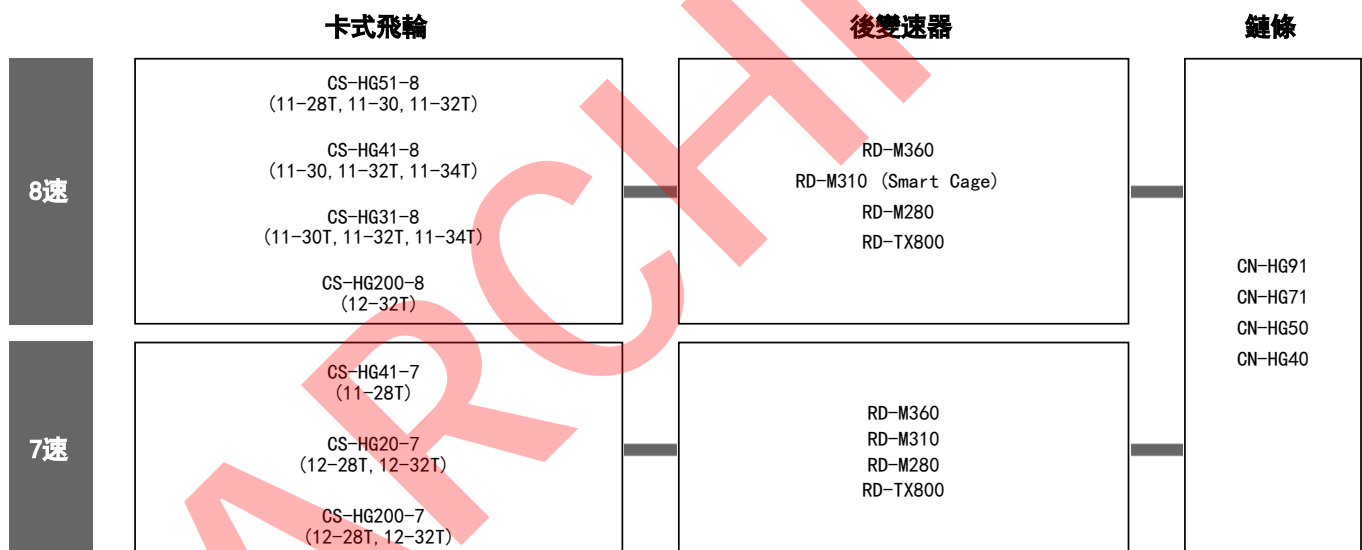 卡式飛輪
後變速器
鏈條
8速
CS-HG51-8
(11-28T, 11-30, 11-32T)
CS-HG41-8
(11-30, 11-32T, 11-34T)
CS-HG31-8
(11-30T, 11-32T, 11-34T)
CS-HG200-8
(12-32T)
RD-M360
RD-M310 (Smart Cage)
RD-M280
RD-TX800
CN-HG91
CN-HG71
CN-HG50
CN-HG40
7速
CS-HG41-7
(11-28T)
CS-HG20-7
(12-28T, 12-32T)
CS-HG200-7
(12-28T, 12-32T)
RD-M360
RD-M310
RD-M280
RD-TX800
ARCHI